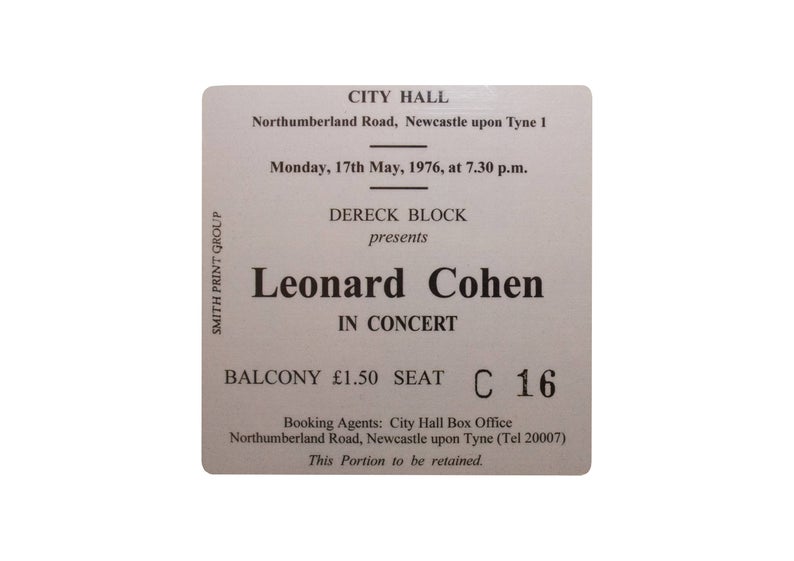 CITY HALL
Northumberland Road, Newcastle upon Tyne 1
Monday, 17th May, 1976, at 7.30 p.m.
DERECK BLOCK
presents
Leonard Cohen
IN CONCERT
BALCONY £1.50 SEAT C 16
Booking Agents: City Hall Box Office
Northumberland Road, Newcastle upon Tyne (Tel 20007)
This Portion to be retained.
SMITH PRINT GROUP